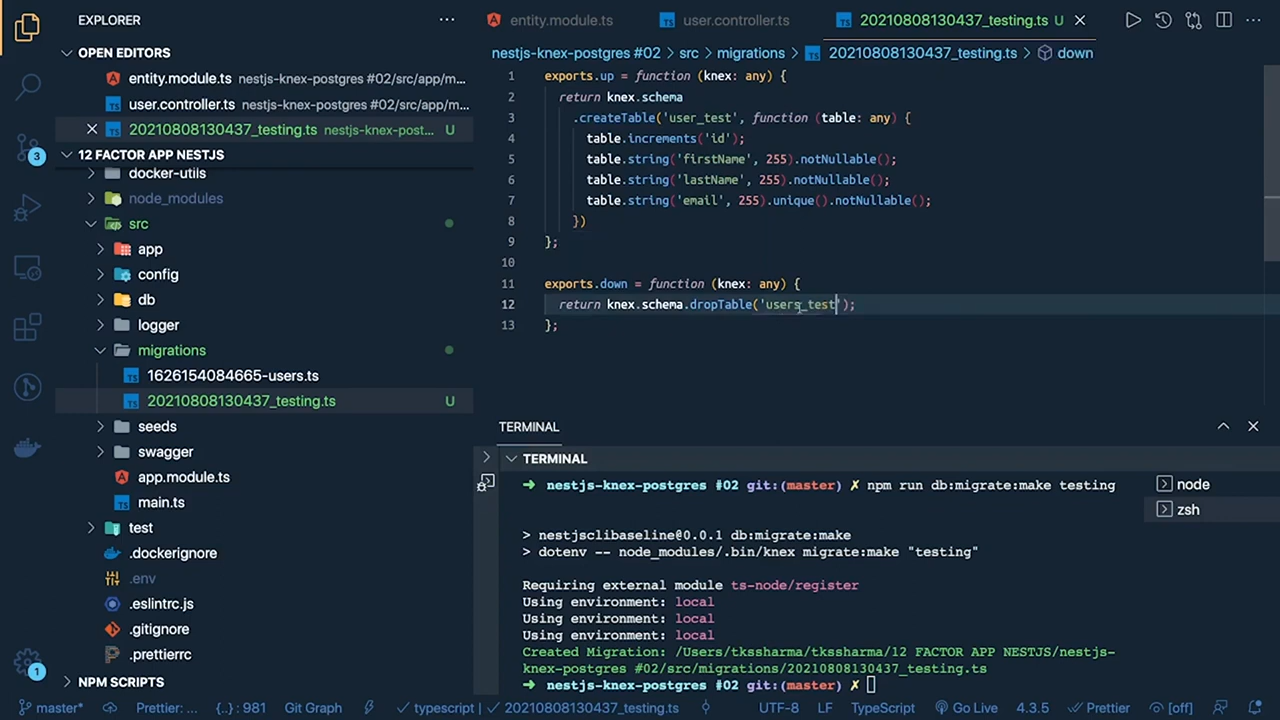 EXPLORER
OPEN EDITORS
entity.module.ts nestjs-knex-postgres #02/src/app/m...
user.controller.ts nestjs-knex-postgres #02/src/app/m...
20210808130437_testing.ts nestjs-knex-post... U
12 FACTOR APP NESTJS
docker-utils
node_modules
src
app
config
db
logger
migrations
1626154084665-users.ts
20210808130437_testing.ts U
seeds
swagger
app.module.ts
main.ts
test
.dockerignore
.env
.eslintrc.js
.gitignore
.prettierrc
NPM SCRIPTS
3
1
entity.module.ts user.controller.ts 20210808130437_testing.ts U
nestjs-knex-postgres #02 > src > migrations > 20210808130437_testing.ts > down
1 exports.up = function (knex: any) {
2 return knex.schema
3 .createTable('user_test', function (table: any) {
4 table.increments('id');
5 table.string('firstName', 255).notNullable();
6 table.string('lastName', 255).notNullable();
7 table.string('email', 255).unique().notNullable();
8 })
9 };
10
11 exports.down = function (knex: any) {
12 return knex.schema.dropTable('users_test');
13 };
TERMINAL
TERMINAL
→ nestjs-knex-postgres #02 git:(master) ✗ npm run db:migrate:make testing
> nestjsclibaseline@0.0.1 db:migrate:make
> dotenv -- node_modules/.bin/knex migrate:make "testing"
Requiring external module ts-node/register
Using environment: local
Using environment: local
Using environment: local
Created Migration: /Users/tkssharma/tkssharma/12 FACTOR APP NESTJS/nestjs-
knex-postgres #02/src/migrations/20210808130437_testing.ts
→ nestjs-knex-postgres #02 git:(master) ✗
node
zsh
master* Prettier: ... {..}: 981 Git Graph typescript 20210808130437_testing.ts UTF-8 LF TypeScript Go Live 4.3.5 Prettier [off]